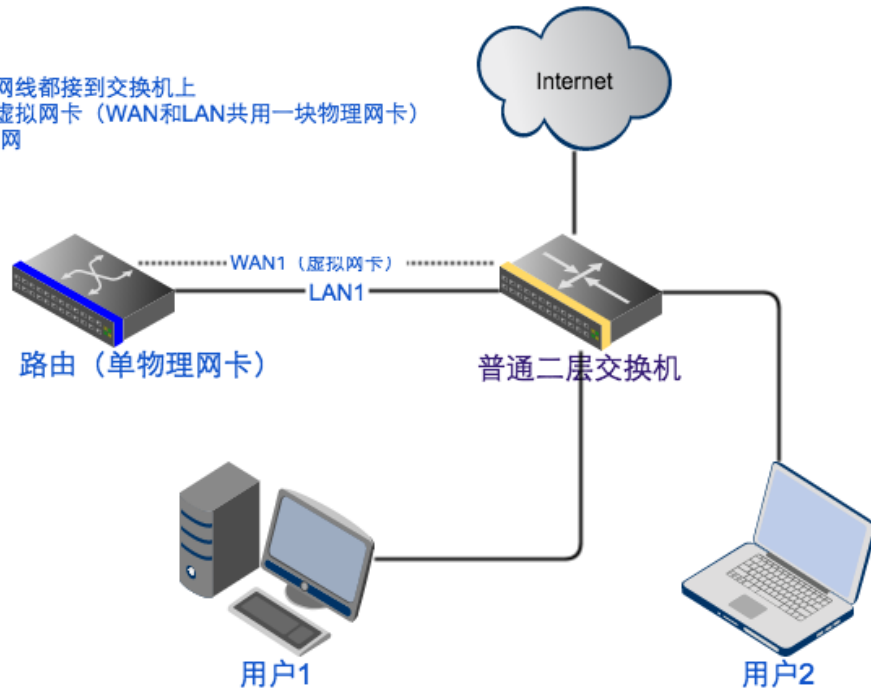 网线都接到交换机上
虚拟网卡（WAN和LAN共用一块物理网卡）
网
Internet
WAN1（虚拟网卡）
LAN1
路由（单物理网卡）
普通二层交换机
用户1
用户2